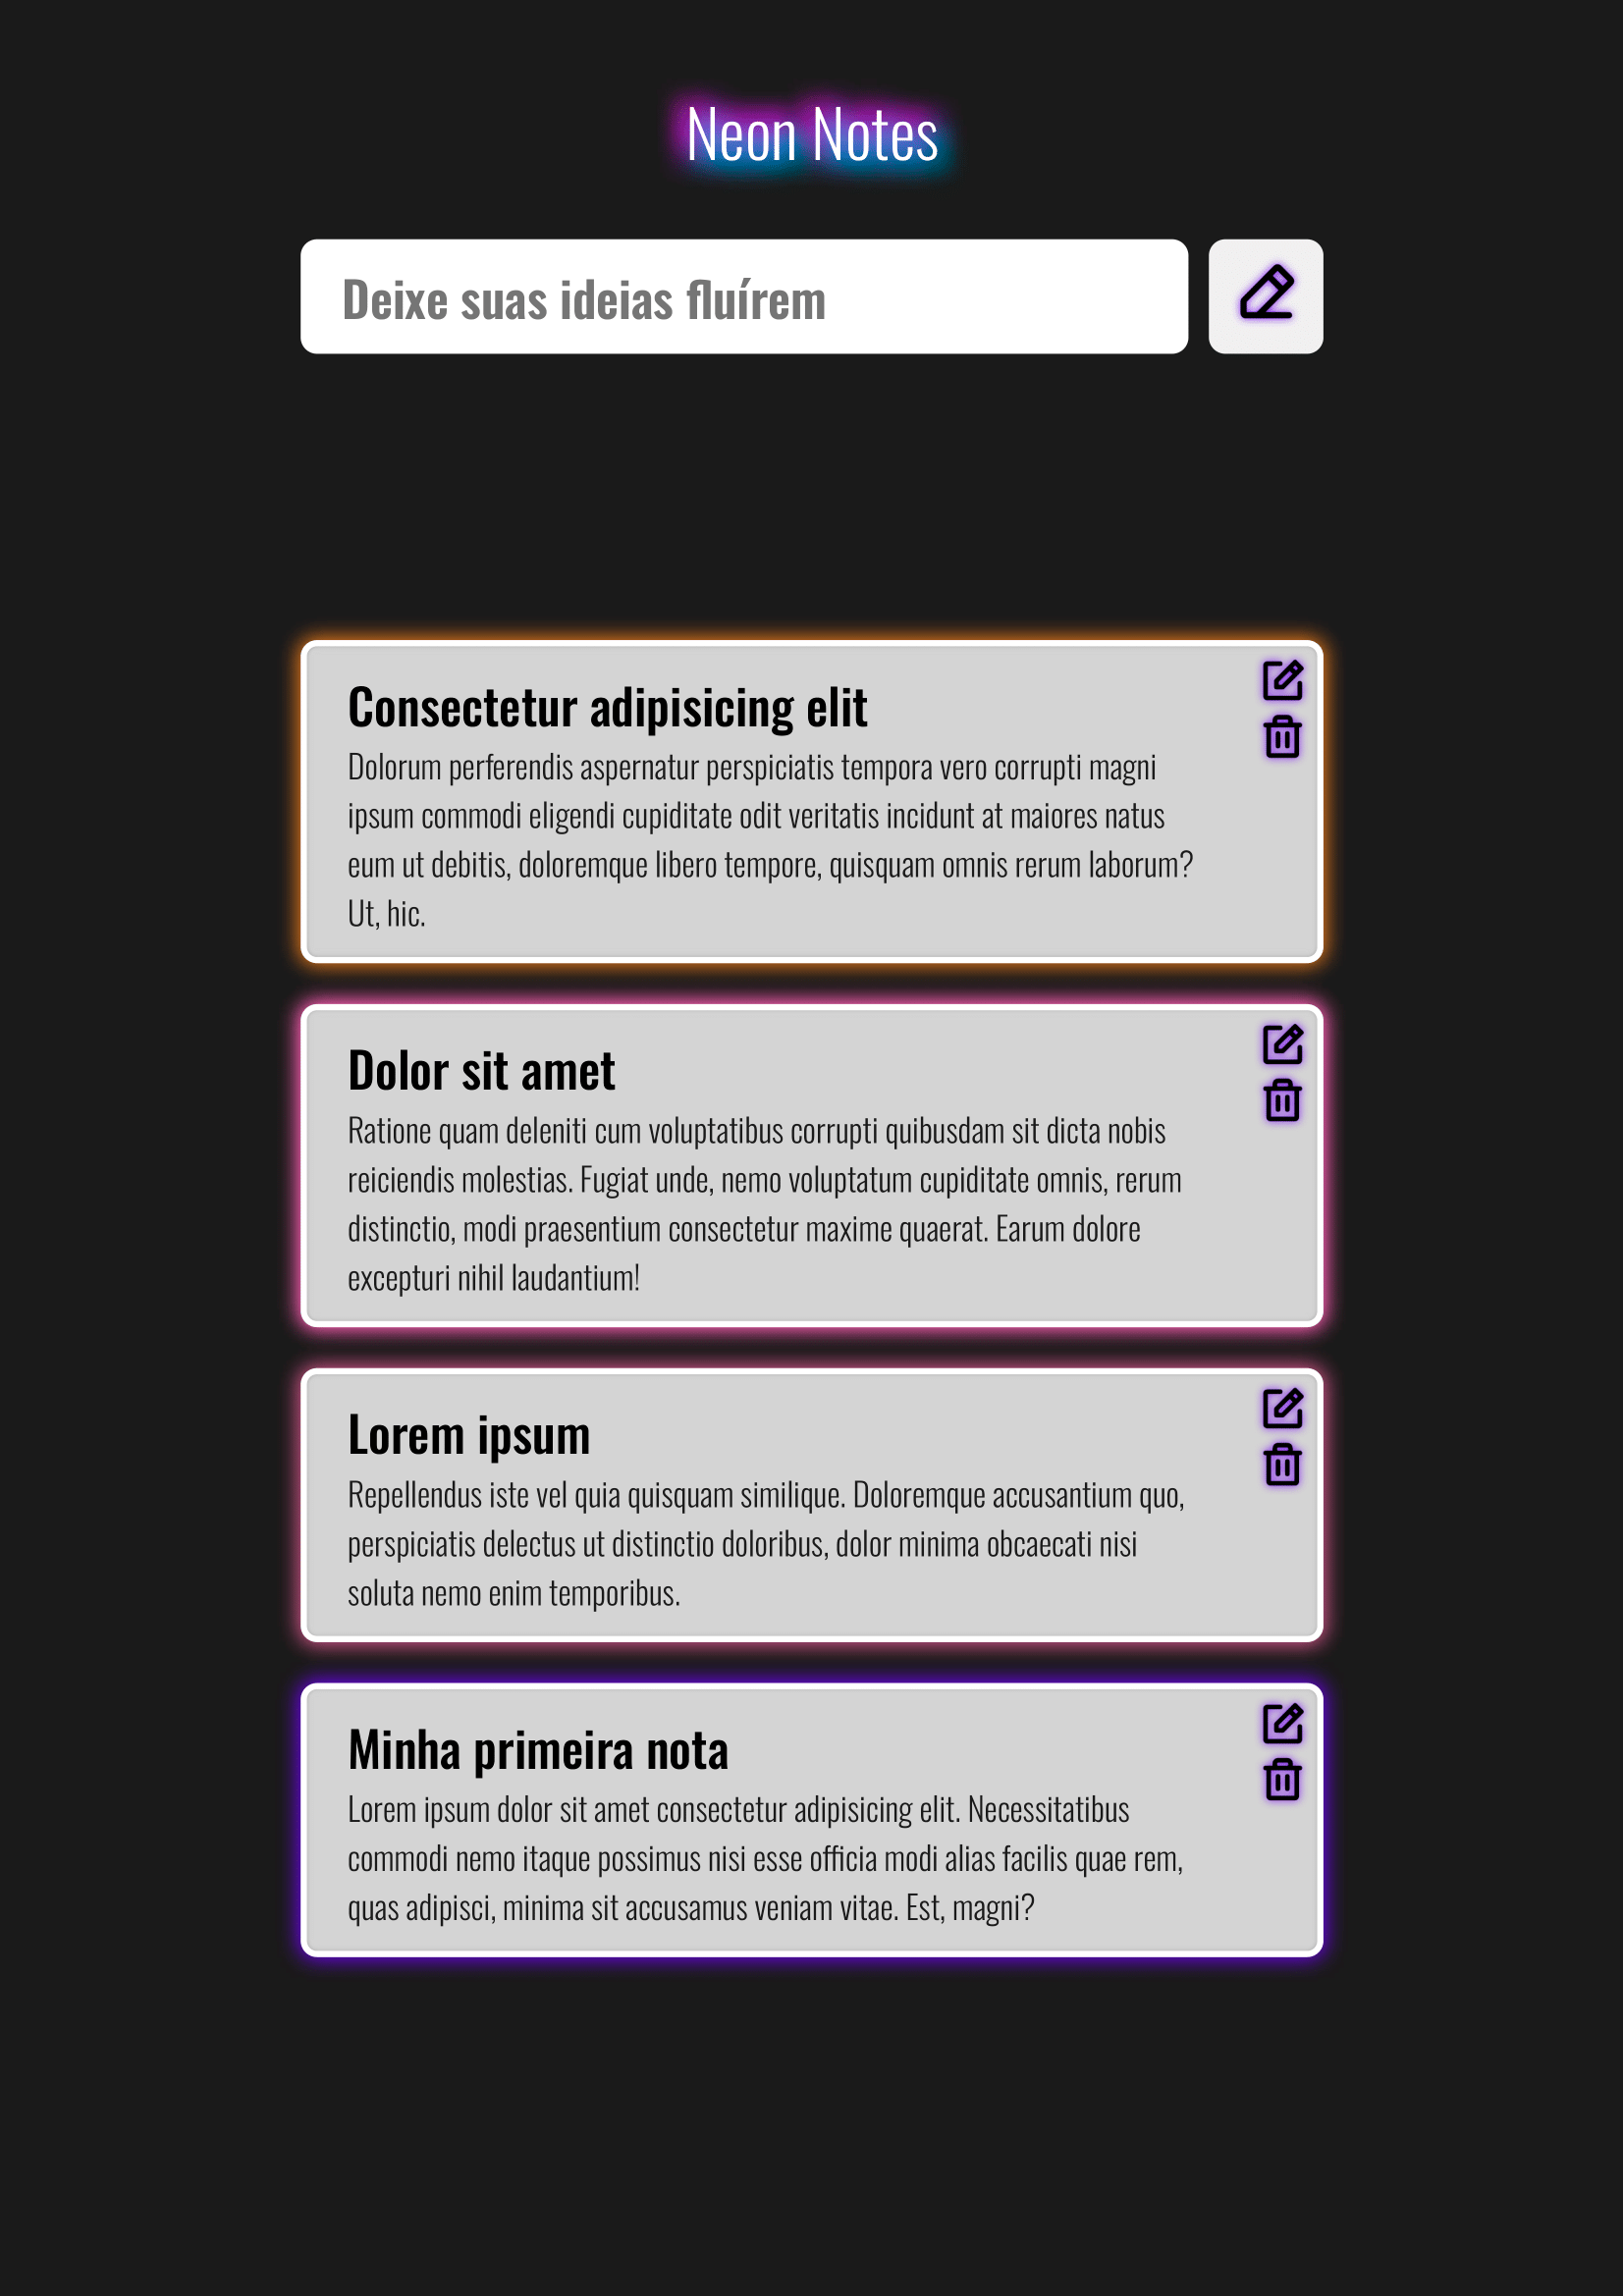 Neon Notes
Deixe suas ideias fluírem
Consectetur adipisicing elit
Dolorum perferendis aspernatur perspiciatis tempora vero corrupti magni
ipsum commodi eligendi cupiditate odit veritatis incidunt at maiores natus
eum ut debitis, doloremque libero tempore, quisquam omnis rerum laborum?
Ut, hic.
Dolor sit amet
Ratione quam deleniti cum voluptatibus corrupti quibusdam sit dicta nobis
reiciendis molestias. Fugiat unde, nemo voluptatum cupiditate omnis, rerum
distinctio, modi praesentium consectetur maxime quaerat. Earum dolore
excepturi nihil laudantium!
Lorem ipsum
Repellendus iste vel quia quisquam similique. Doloremque accusantium quo,
perspiciatis delectus ut distinctio doloribus, dolor minima obcaecati nisi
soluta nemo enim temporibus.
Minha primeira nota
Lorem ipsum dolor sit amet consectetur adipisicing elit. Necessitatibus
commodi nemo itaque possimus nisi esse officia modi alias facilis quae rem,
quas adipisci, minima sit accusamus veniam vitae. Est, magni?